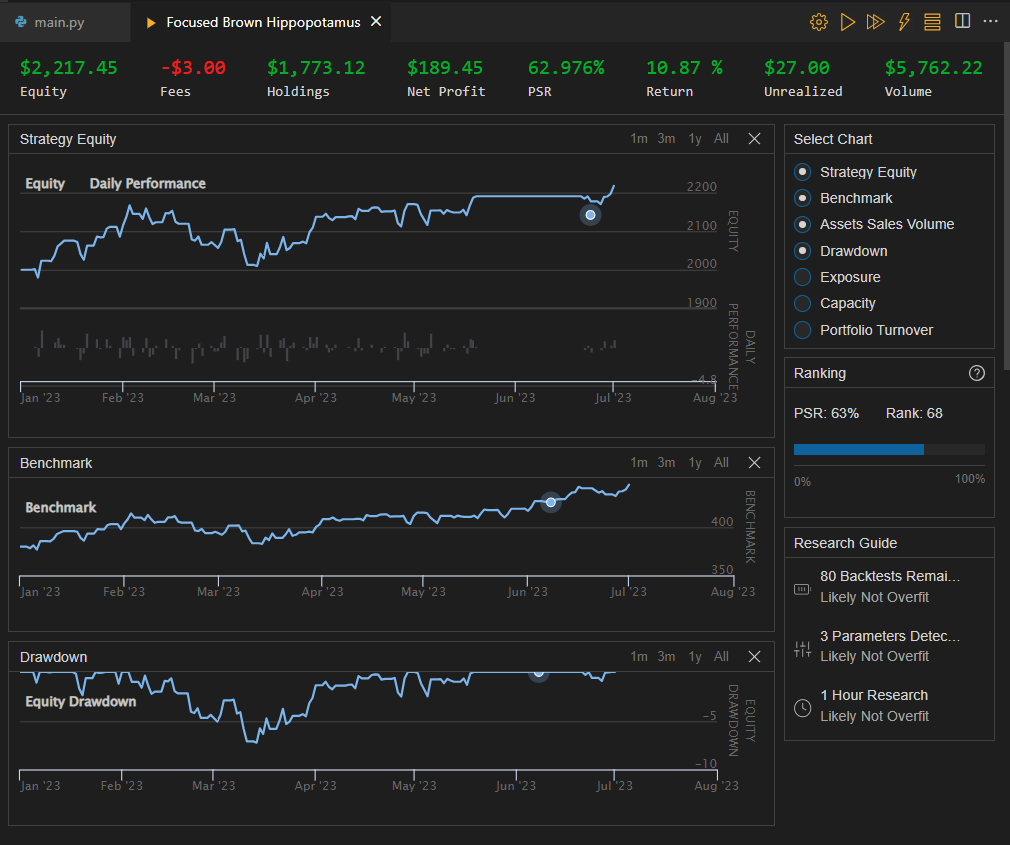 main.py
Focused Brown Hippopotamus
$2,217.45 -$3.00 $1,773.12 $189.45 62.976% 10.87 % $27.00 $5,762.22
Equity Fees Holdings Net Profit PSR Return Unrealized Volume
Strategy Equity 1m 3m 1y All
Equity Daily Performance
2200
2100
2000
1900
EQUITY
DAILY
PERFORMANCE
-4.8
Jan '23 Feb '23 Mar '23 Apr '23 May '23 Jun '23 Jul '23 Aug '23
Benchmark 1m 3m 1y All
Benchmark
400
350
BENCHMARK
Jan '23 Feb '23 Mar '23 Apr '23 May '23 Jun '23 Jul '23 Aug '23
Drawdown 1m 3m 1y All
Equity Drawdown
-5
-10
EQUITY
DRAWDOWN
Jan '23 Feb '23 Mar '23 Apr '23 May '23 Jun '23 Jul '23 Aug '23
Select Chart
Strategy Equity
Benchmark
Assets Sales Volume
Drawdown
Exposure
Capacity
Portfolio Turnover
Ranking
PSR: 63% Rank: 68
0% 100%
Research Guide
80 Backtests Remai...
Likely Not Overfit
3 Parameters Detec...
Likely Not Overfit
1 Hour Research
Likely Not Overfit